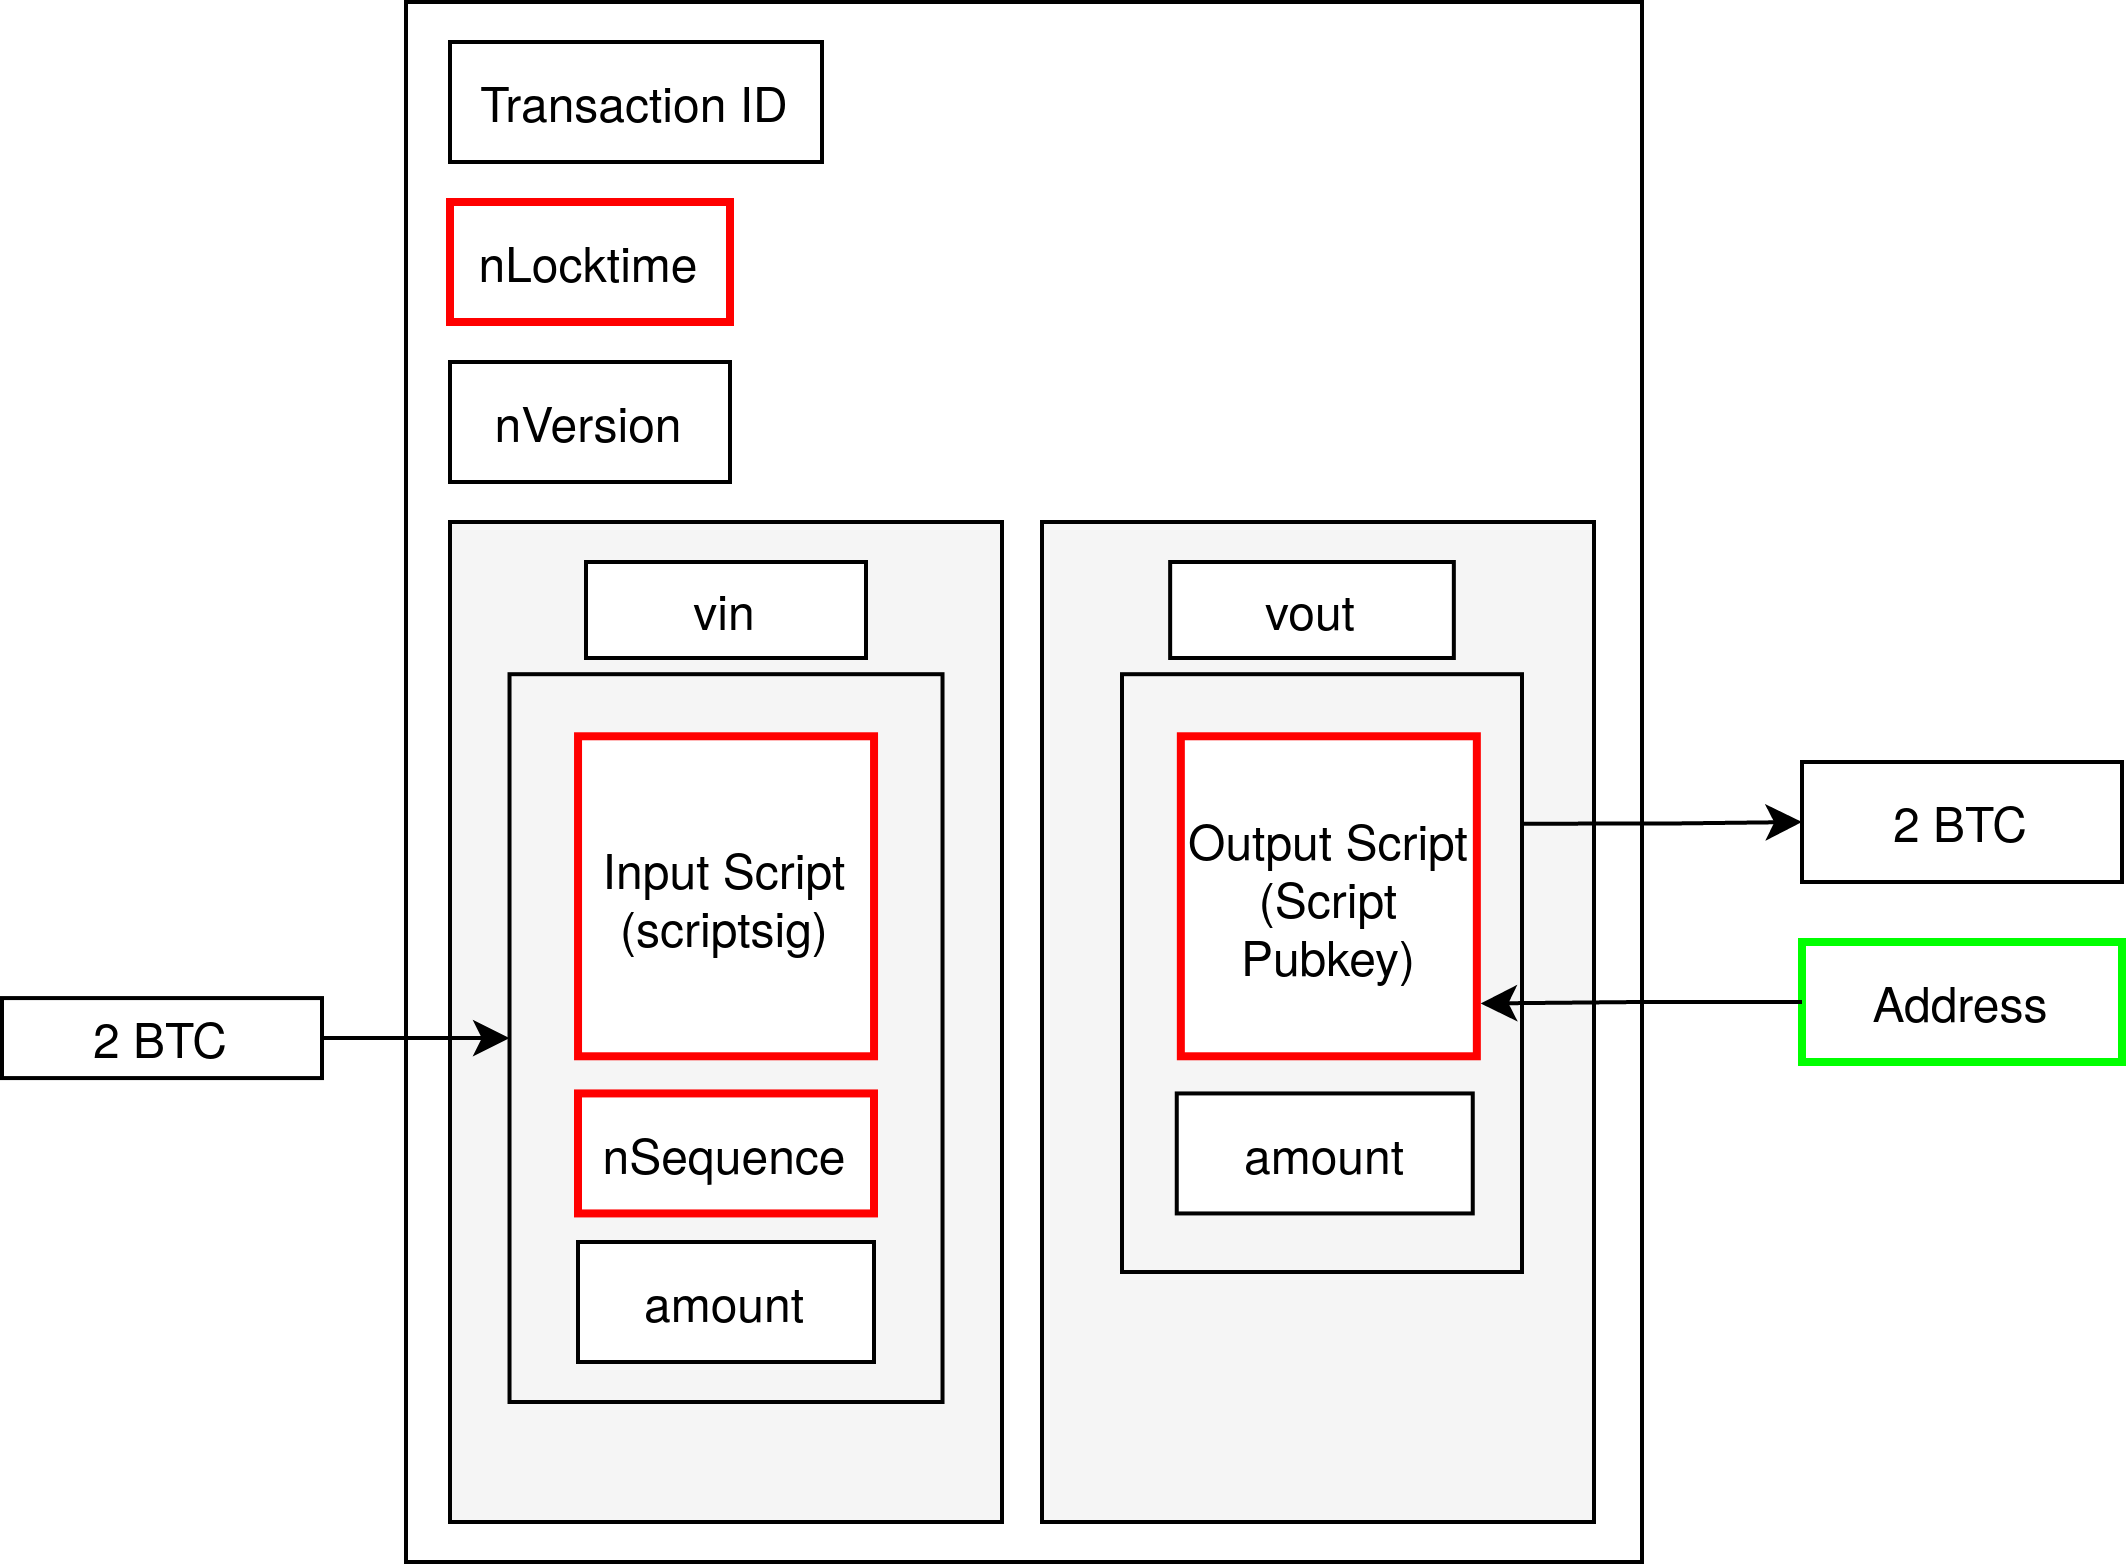 Transaction ID
nLocktime
nVersion
vin
Input Script
(scriptsig)
nSequence
amount
vout
Output Script
(Script
Pubkey)
amount
2 BTC
2 BTC
Address